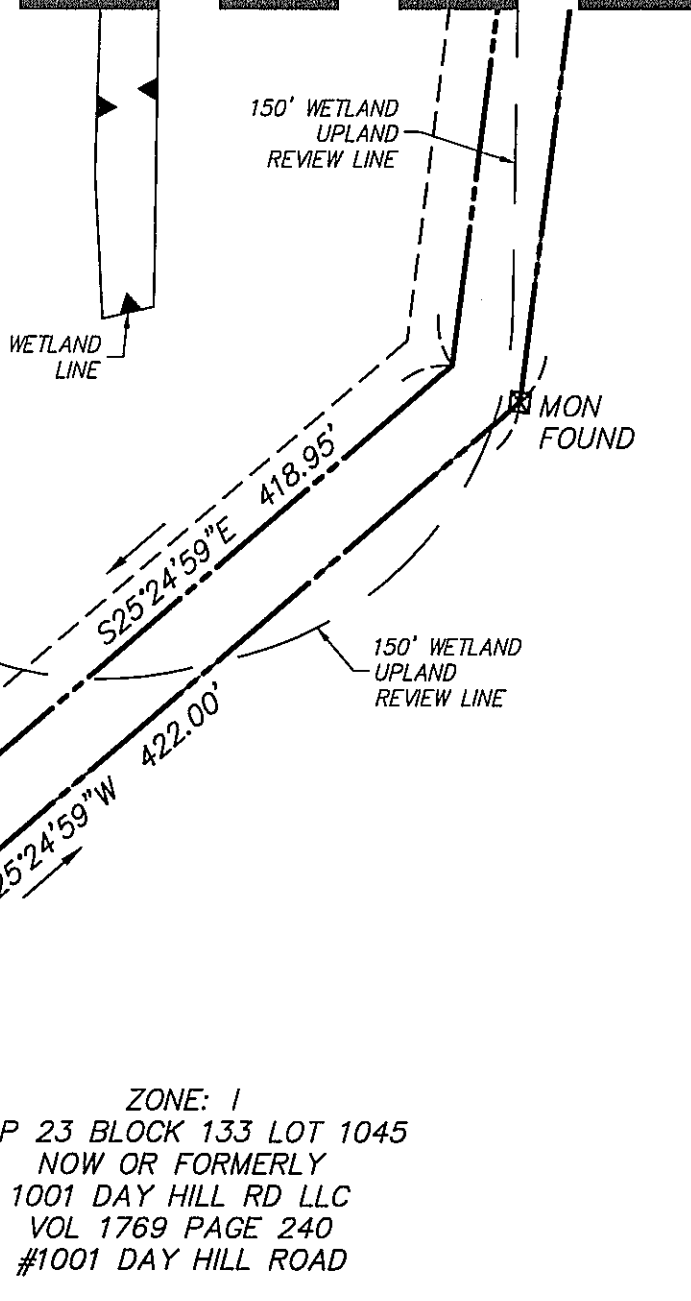 150' WETLAND
UPLAND
REVIEW LINE
WETLAND
LINE
MON
FOUND
S25°24'59"E 418.95'
150' WETLAND
UPLAND
REVIEW LINE
25°24'59"W 422.00'
ZONE: I
P 23 BLOCK 133 LOT 1045
NOW OR FORMERLY
1001 DAY HILL RD LLC
VOL 1769 PAGE 240
#1001 DAY HILL ROAD